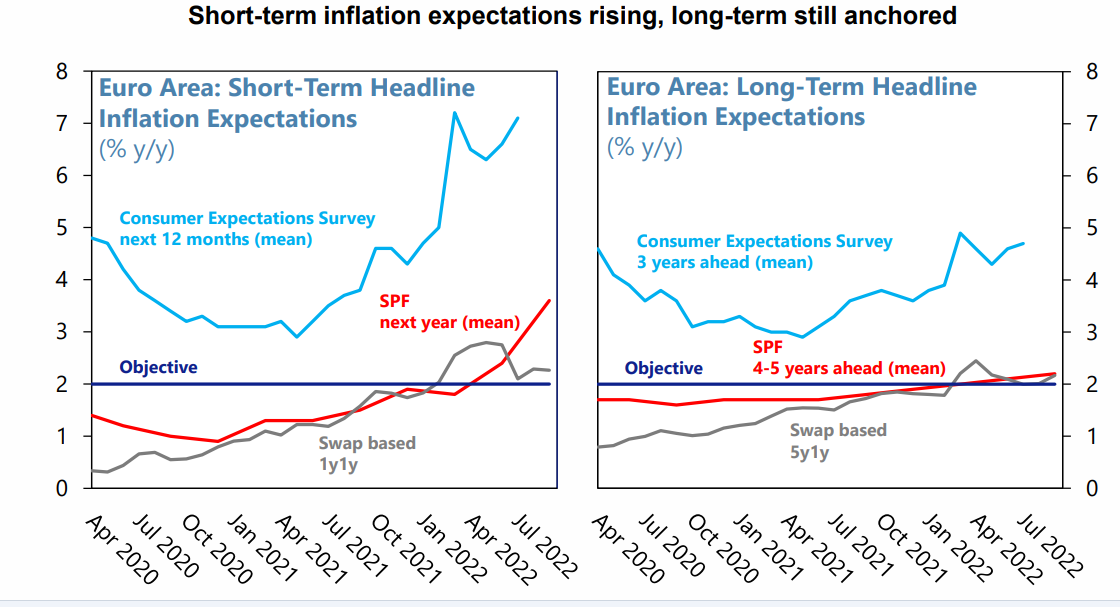 Short-term inflation expectations rising, long-term still anchored
Euro Area: Short-Term Headline
Inflation Expectations
(% y/y)
8
7
6
5
4
3
2
1
0
Consumer Expectations Survey
next 12 months (mean)
SPF
next year (mean)
Objective
Swap based
1y1y
Apr 2020
Jul 2020
Oct 2020
Jan 2021
Apr 2021
Jul 2021
Oct 2021
Jan 2022
Apr 2022
Jul 2022
Euro Area: Long-Term Headline
Inflation Expectations
(% y/y)
Consumer Expectations Survey
3 years ahead (mean)
SPF
4-5 years ahead (mean)
Objective
Swap based
5y1y
8
7
6
5
4
3
2
1
0
Apr 2020
Jul 2020
Oct 2020
Jan 2021
Apr 2021
Jul 2021
Oct 2021
Jan 2022
Apr 2022
Jul 2022